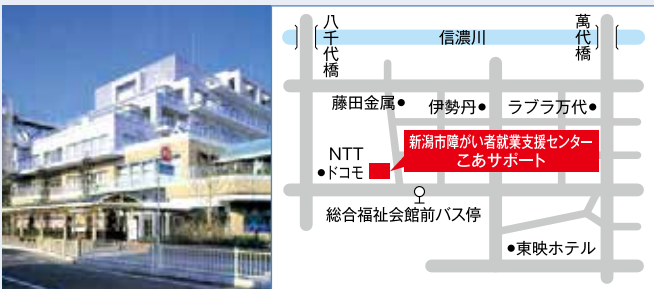 八千代橋
信濃川
萬代橋
藤田金属●
伊勢丹●
ラブラ万代●
新潟市障がい者就業支援センター
こあサポート
NTT
●ドコモ
総合福祉会館前バス停
●東映ホテル